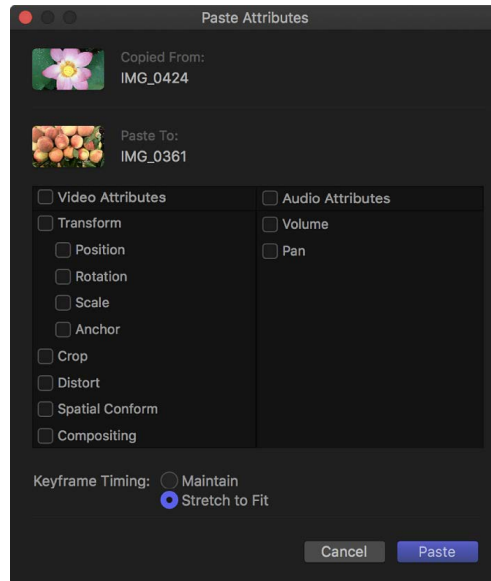 Paste Attributes
Copied From:
IMG_0424
Paste To:
IMG_0361
Video Attributes
Transform
Position
Rotation
Scale
Anchor
Crop
Distort
Spatial Conform
Compositing
Audio Attributes
Volume
Pan
Keyframe Timing: Maintain
Stretch to Fit
Cancel Paste